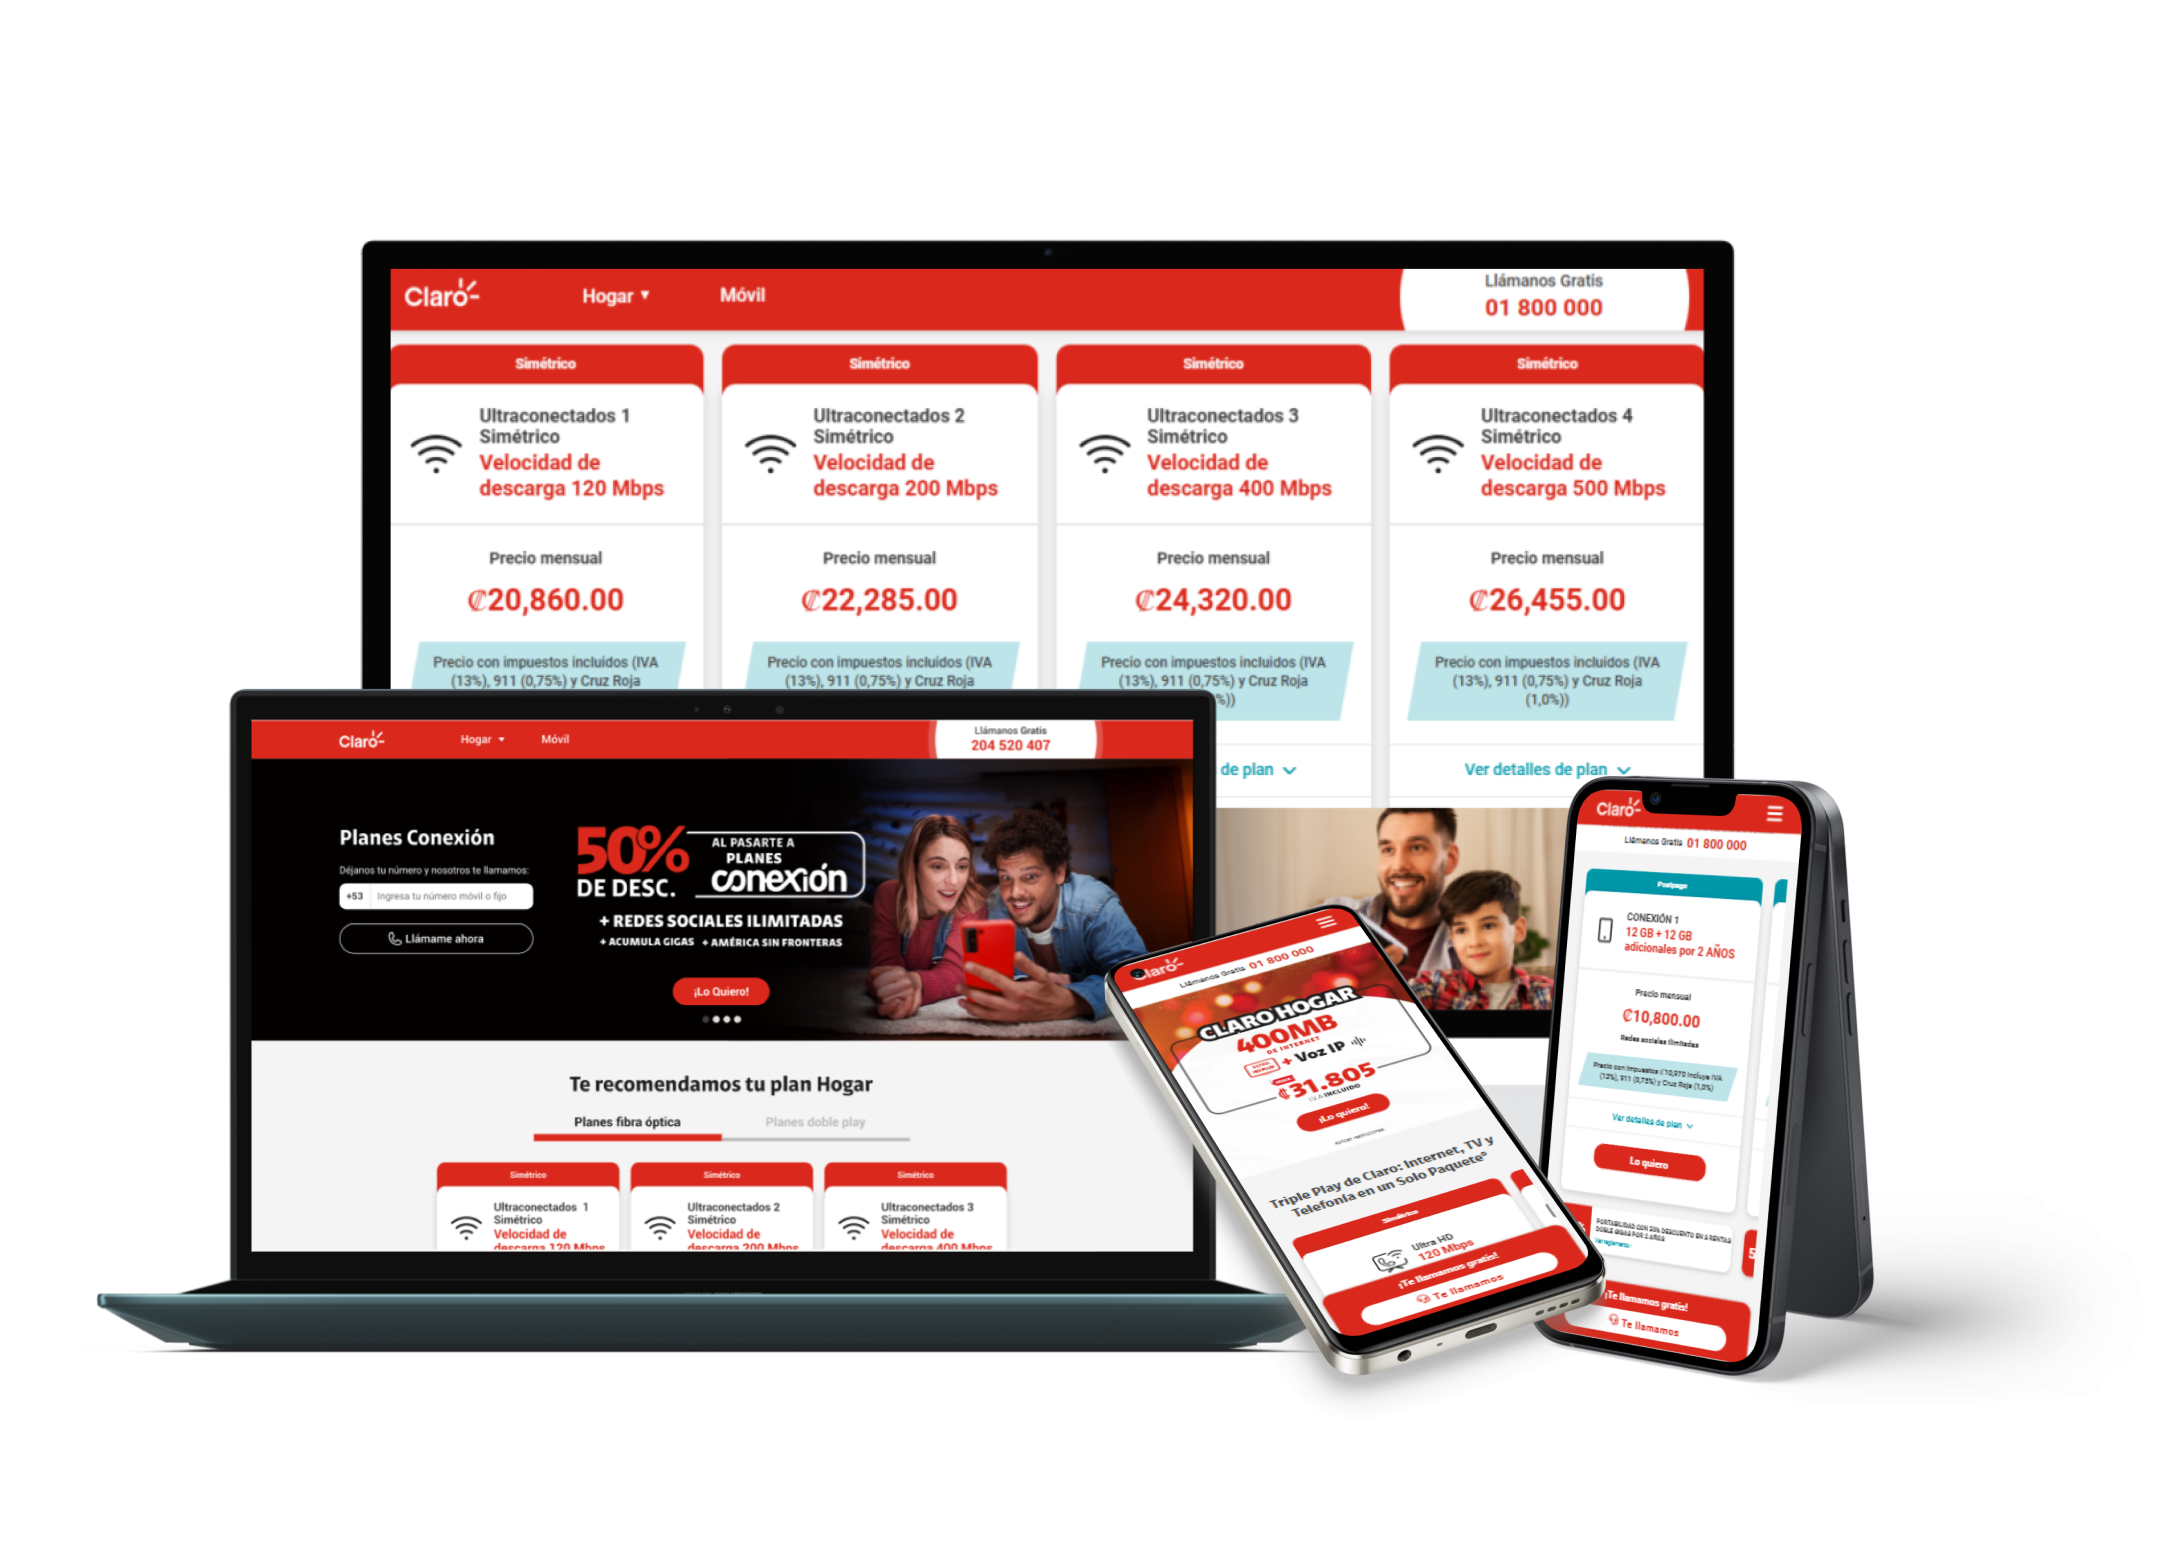 Claro-
Hogar ▼
Móvil
Llámanos Gratis
01 800 000
Simétrico
Ultraconectados 1
Simétrico
Velocidad de
descarga 120 Mbps
Precio mensual
₡20,860.00
Precio con impuestos incluidos (IVA
(13%), 911 (0,75%) y Cruz Roja
Simétrico
Ultraconectados 2
Simétrico
Velocidad de
descarga 200 Mbps
Precio mensual
₡22,285.00
Precio con impuestos incluidos (IVA
(13%), 911 (0,75%) y Cruz Roja
Simétrico
Ultraconectados 3
Simétrico
Velocidad de
descarga 400 Mbps
Precio mensual
₡24,320.00
Precio con impuestos incluidos (IVA
(13%), 911 (0,75%) y Cruz Roja
%))
de plan
Simétrico
Ultraconectados 4
Simétrico
Velocidad de
descarga 500 Mbps
Precio mensual
₡26,455.00
Precio con impuestos incluidos (IVA
(13%), 911 (0,75%) y Cruz Roja
(1,0%))
Ver detalles de plan
Claro-
Hogar ▼
Móvil
Llámanos Gratis
204 520 407
Planes Conexión
Déjanos tu número y nosotros te llamamos:
+53 Ingresa tu número móvil o fijo
Llámame ahora
50%
DE DESC.
AL PASARTE A
PLANES
conexión
+ REDES SOCIALES ILIMITADAS
+ ACUMULA GIGAS + AMÉRICA SIN FRONTERAS
¡Lo Quiero!
Te recomendamos tu plan Hogar
Planes fibra óptica
Planes doble play
Simétrico
Ultraconectados 1
Simétrico
Velocidad de
descarga 120 Mbps
Simétrico
Ultraconectados 2
Simétrico
Velocidad de
descarga 200 Mbps
Simétrico
Ultraconectados 3
Simétrico
Velocidad de
descarga 400 Mbps
Claro-
Llámanos Gratis 01 800 000
CLARO HOGAR
400MB
DE INTERNET
+ Voz IP
₡31.805
I.V.A INCLUIDO
¡Lo quiero!
Aplican restricciones
Triple Play de Claro: Internet, TV y
Telefonía en un Solo Paquete°
Simétrico
Ultra HD
120 Mbps
¡Te llamamos gratis!
Te llamamos
Claro-
Llámanos Gratis 01 800 000
Postpago
CONEXIÓN 1
12 GB + 12 GB
adicionales por 2 AÑOS
Precio mensual
₡10,800.00
Redes sociales ilimitadas
Precio con impuestos ₡10,970 incluye IVA
(13%), 911 (0,75%) y Cruz Roja (1,0%)
Ver detalles de plan
Lo quiero
PORTABILIDAD CON 50% DESCUENTO EN 3 RENTAS
DOBLE GIGAS POR 2 AÑOS
Ver reglamento
¡Te llamamos gratis!
Te llamamos